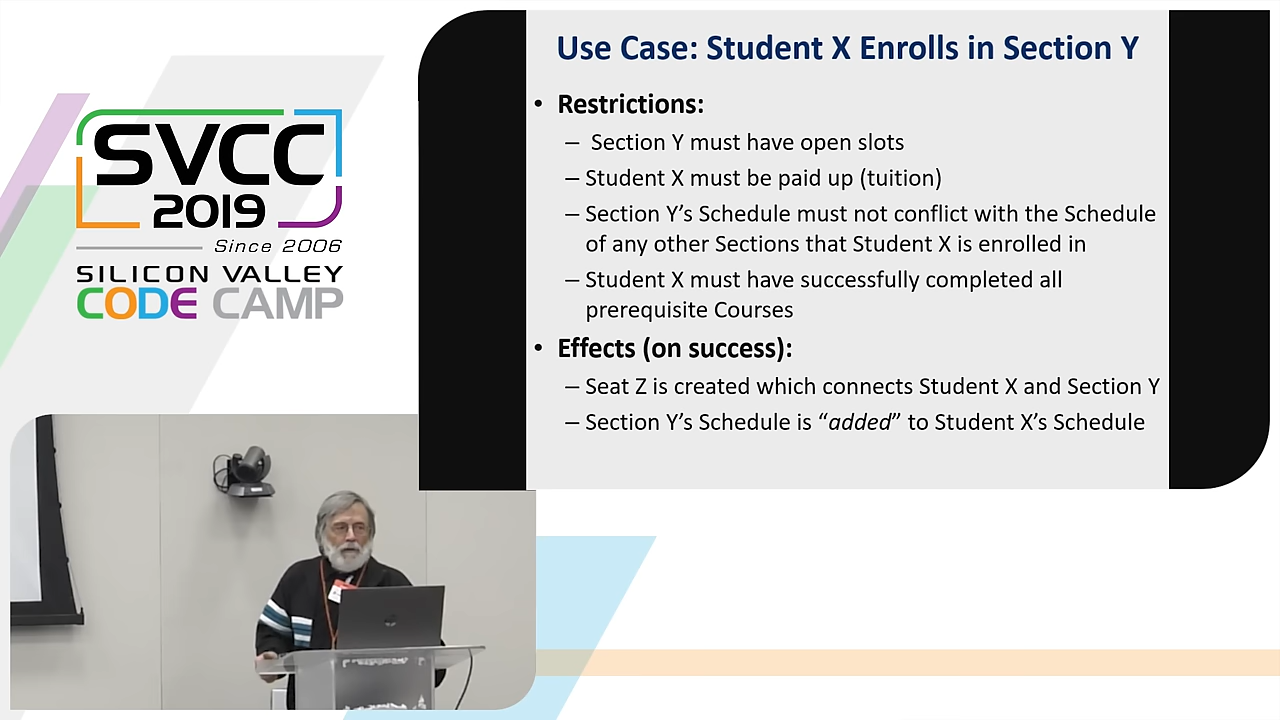 SVCC
2019
Since 2006
SILICON VALLEY
CODE CAMP
Use Case: Student X Enrolls in Section Y
• Restrictions:
– Section Y must have open slots
– Student X must be paid up (tuition)
– Section Y’s Schedule must not conflict with the Schedule
of any other Sections that Student X is enrolled in
– Student X must have successfully completed all
prerequisite Courses
• Effects (on success):
– Seat Z is created which connects Student X and Section Y
– Section Y’s Schedule is “added” to Student X’s Schedule